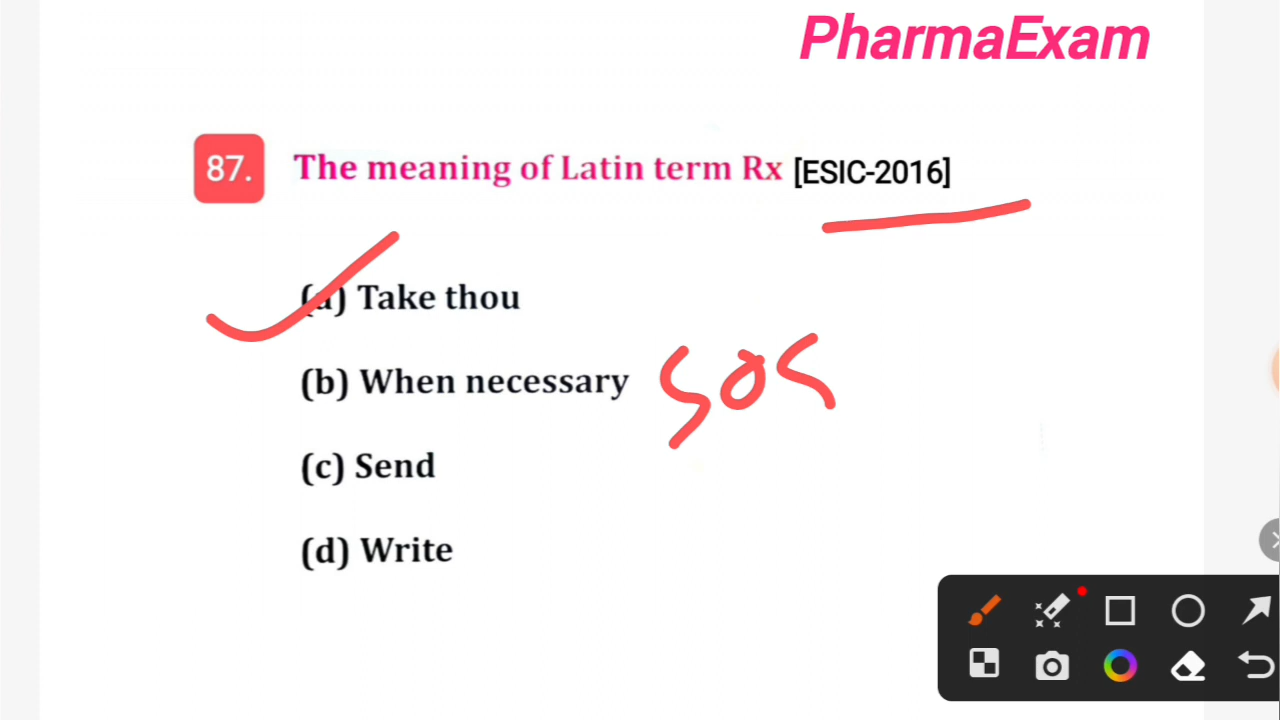 PharmaExam
87. The meaning of Latin term Rx [ESIC-2016]
(a) Take thou
(b) When necessary SOS
(c) Send
(d) Write